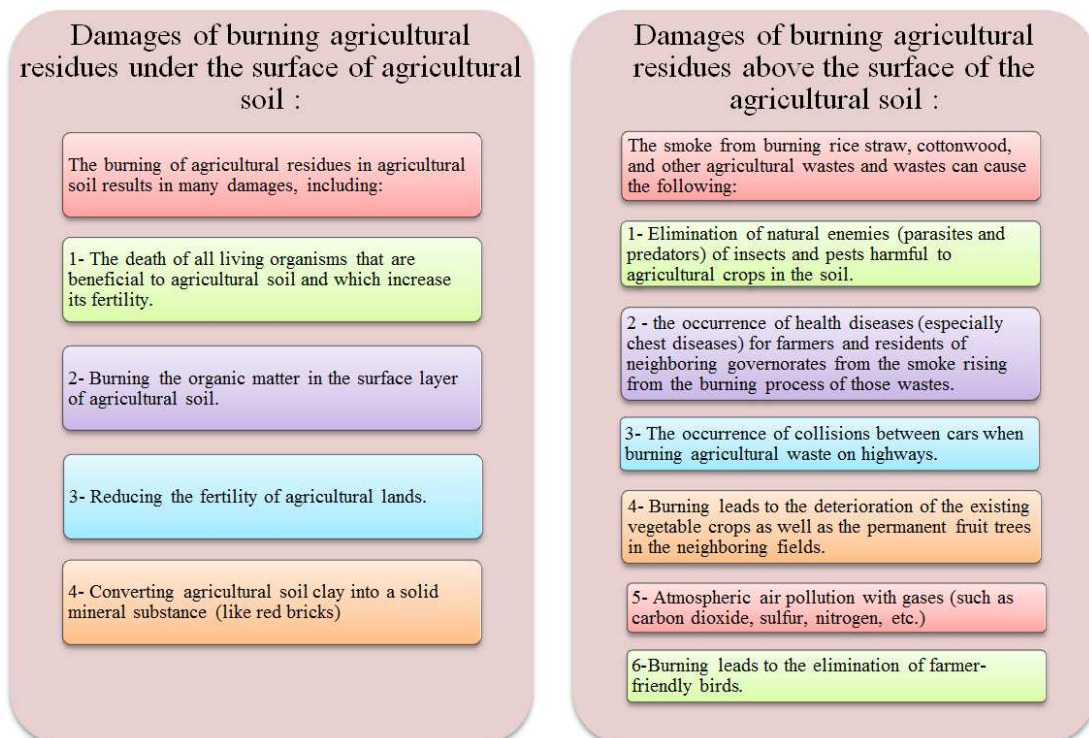 Damages of burning agricultural
residues under the surface of agricultural
soil :
The burning of agricultural residues in agricultural
soil results in many damages, including:
1- The death of all living organisms that are
beneficial to agricultural soil and which increase
its fertility.
2- Burning the organic matter in the surface layer
of agricultural soil.
3- Reducing the fertility of agricultural lands.
4- Converting agricultural soil clay into a solid
mineral substance (like red bricks)
Damages of burning agricultural
residues above the surface of the
agricultural soil :
The smoke from burning rice straw, cottonwood,
and other agricultural wastes and wastes can cause
the following:
1- Elimination of natural enemies (parasites and
predators) of insects and pests harmful to
agricultural crops in the soil.
2 - the occurrence of health diseases (especially
chest diseases) for farmers and residents of
neighboring governorates from the smoke rising
from the burning process of those wastes.
3- The occurrence of collisions between cars when
burning agricultural waste on highways.
4- Burning leads to the deterioration of the existing
vegetable crops as well as the permanent fruit trees
in the neighboring fields.
5- Atmospheric air pollution with gases (such as
carbon dioxide, sulfur, nitrogen, etc.)
6-Burning leads to the elimination of farmer-
friendly birds.